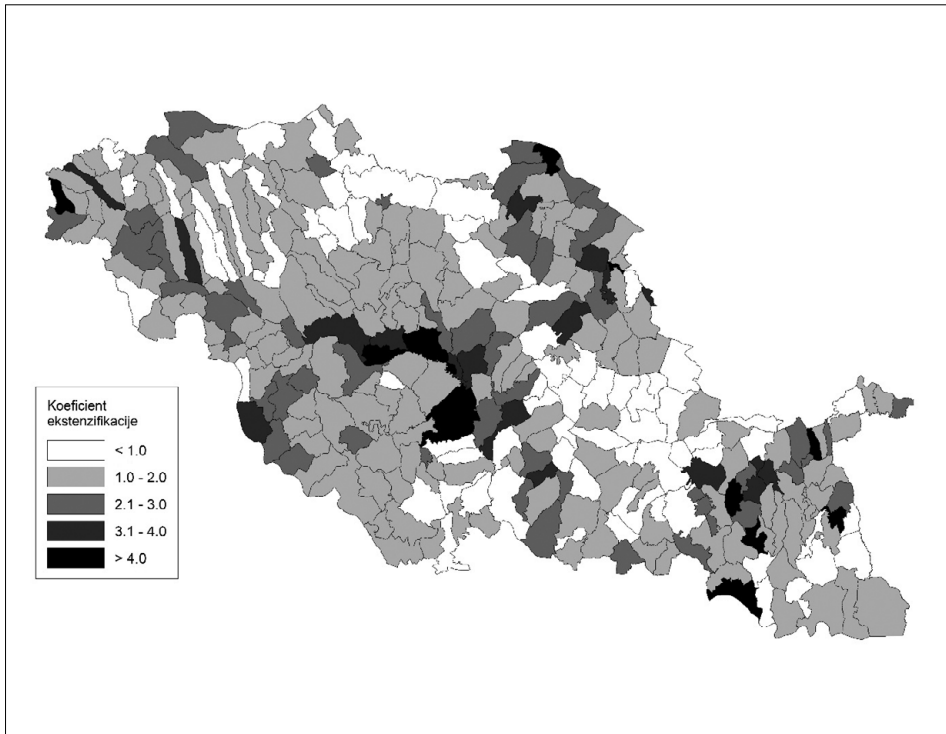 Koeficient
ekstenzifikacije
< 1.0
1.0 - 2.0
2.1 - 3.0
3.1 - 4.0
> 4.0